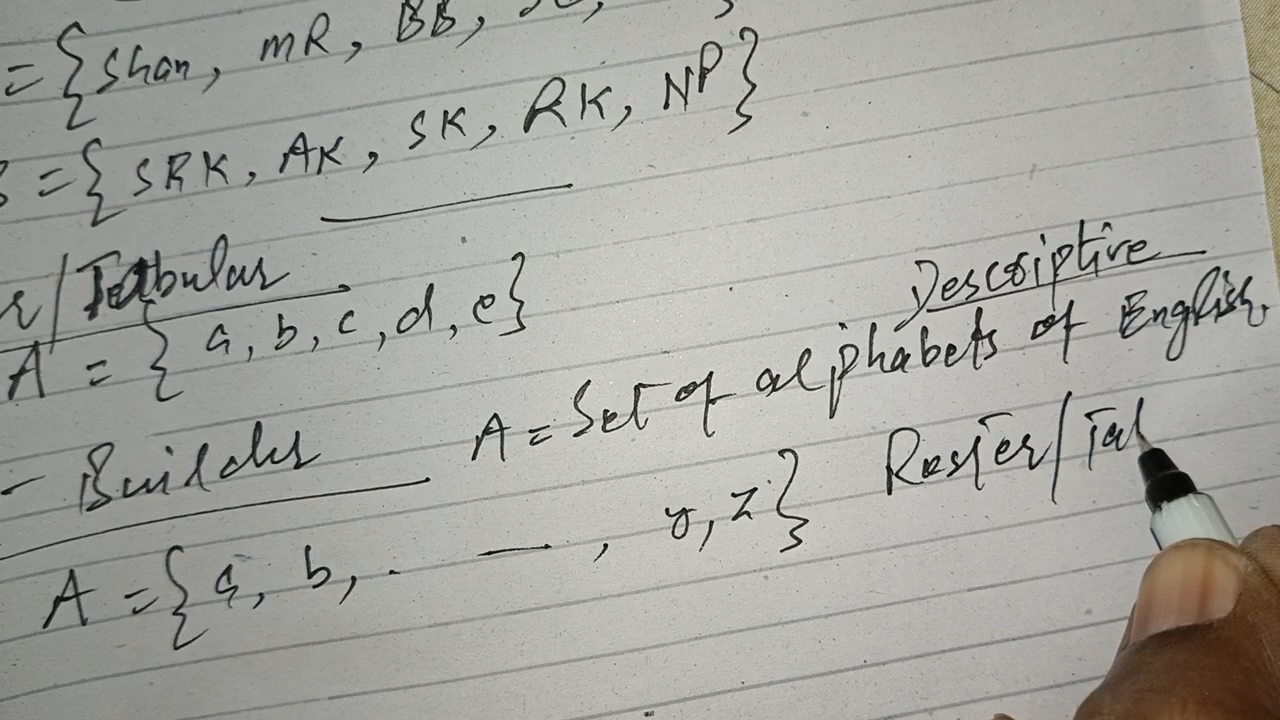 = {Shan, mR, BB,
= { SRK, AK, SK, RK, NP}
r/Tabular
A = { a, b, c, d, e}
Descriptive
- Builder
A = Set of alphabets of English.
A = { a, b, . — , y, z}
Roster/Tab